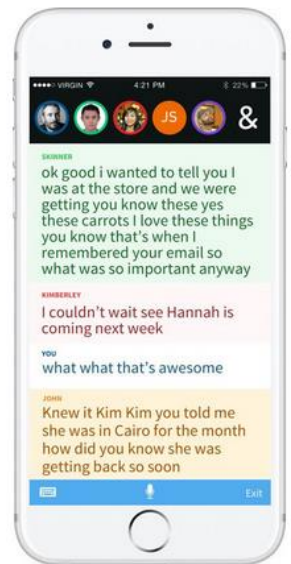 VIRGIN 4:21 PM 22%
JS &
SKINNER
ok good i wanted to tell you I
was at the store and we were
getting you know these yes
these carrots I love these things
you know that's when I
remembered your email so
what was so important anyway
KIMBERLEY
I couldn't wait see Hannah is
coming next week
YOU
what what that's awesome
JOHN
Knew it Kim Kim you told me
she was in Cairo for the month
how did you know she was
getting back so soon
Exit